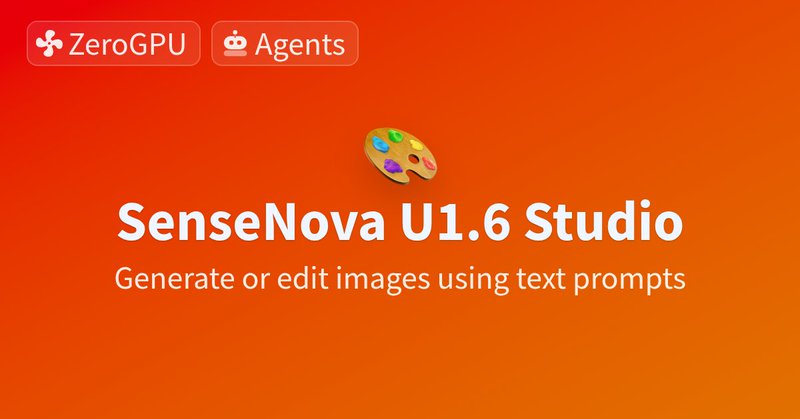 ZeroGPU
Agents
SenseNova U1.6 Studio
Generate or edit images using text prompts